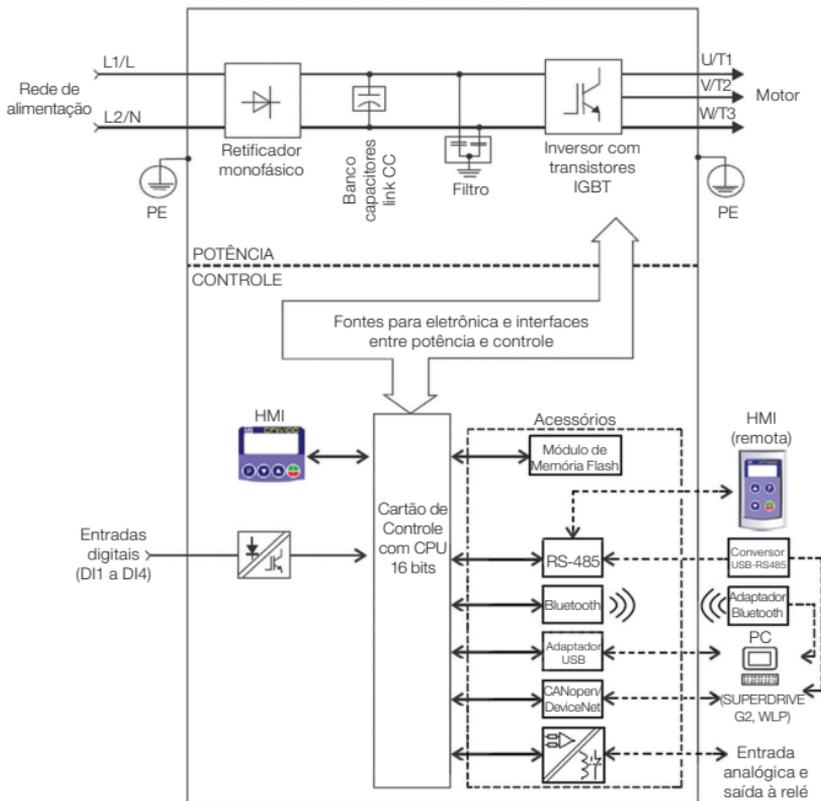 L1/L
Rede de
alimentação
L2/N
Retificador
monofásico
Banco
capacitores
link CC
Filtro
Inversor com
transistores
IGBT
U/T1
V/T2
W/T3
Motor
PE
PE
POTÊNCIA
CONTROLE
Fontes para eletrônica e interfaces
entre potência e controle
HMI
Entradas
digitais
(DI1 a DI4)
Cartão de
Controle
com CPU
16 bits
Acessórios
Módulo de
Memória Flash
RS-485
Bluetooth
Adaptador
USB
CANopen/
DeviceNet
HMI
(remota)
Conversor
USB-RS485
Adaptador
Bluetooth
PC
(SUPERDRIVE
G2, WLP)
Entrada
analógica e
saída à relé